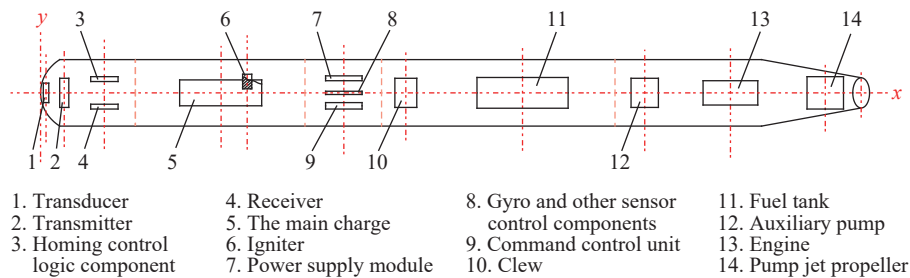 y 3 6 7 8 11 13 14
x
1 2 4 5 9 10 12
1. Transducer
2. Transmitter
3. Homing control
logic component
4. Receiver
5. The main charge
6. Igniter
7. Power supply module
8. Gyro and other sensor
control components
9. Command control unit
10. Clew
11. Fuel tank
12. Auxiliary pump
13. Engine
14. Pump jet propeller